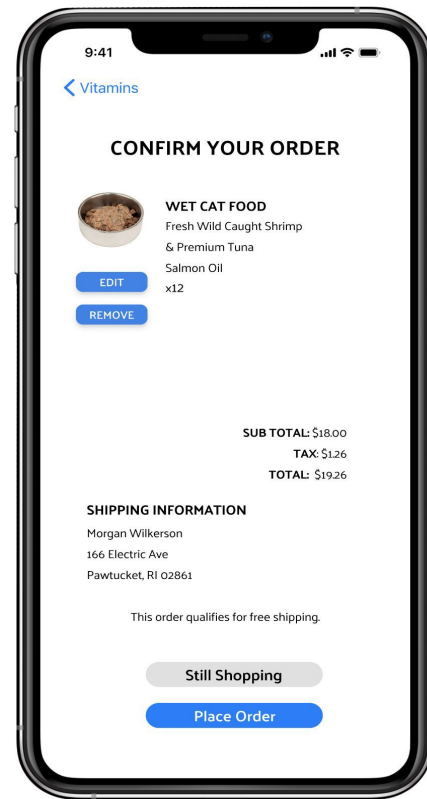 9:41
Vitamins
CONFIRM YOUR ORDER
WET CAT FOOD
Fresh Wild Caught Shrimp
& Premium Tuna
Salmon Oil
x12
EDIT
REMOVE
SUB TOTAL: $18.00
TAX: $1.26
TOTAL: $19.26
SHIPPING INFORMATION
Morgan Wilkerson
166 Electric Ave
Pawtucket, RI 02861
This order qualifies for free shipping.
Still Shopping
Place Order